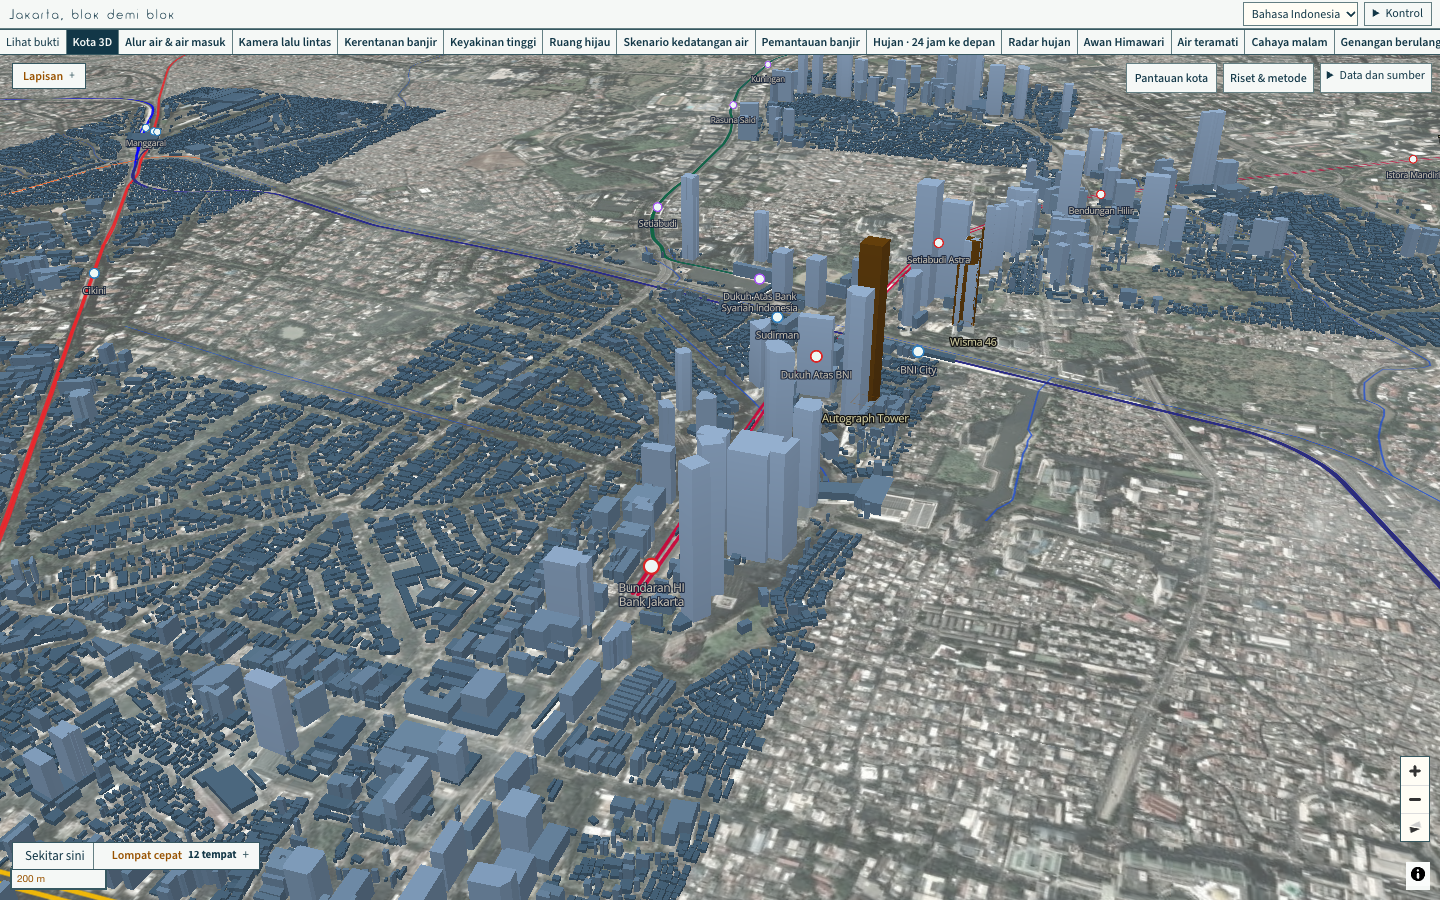 Jakarta, blok demi blok
Bahasa Indonesia
Kontrol
Lihat bukti
Kota 3D
Alur air & air masuk
Kamera lalu lintas
Kerentanan banjir
Keyakinan tinggi
Ruang hijau
Skenario kedatangan air
Pemantauan banjir
Hujan · 24 jam ke depan
Radar hujan
Awan Himawari
Air teramati
Cahaya malam
Genangan berulang
Lapisan +
Pantauan kota
Riset & metode
Data dan sumber
Kuningan
Rasuna Said
Manggarai
Istora Mandiri
Bendungan Hilir
Setiabudi
Setiabudi Astra
Cikini
Dukuh Atas Bank
Syariah Indonesia
Sudirman
Wisma 46
Dukuh Atas BNI
BNI City
Autograph Tower
Bundaran HI
Bank Jakarta
Sekitar sini
Lompat cepat 12 tempat +
200 m